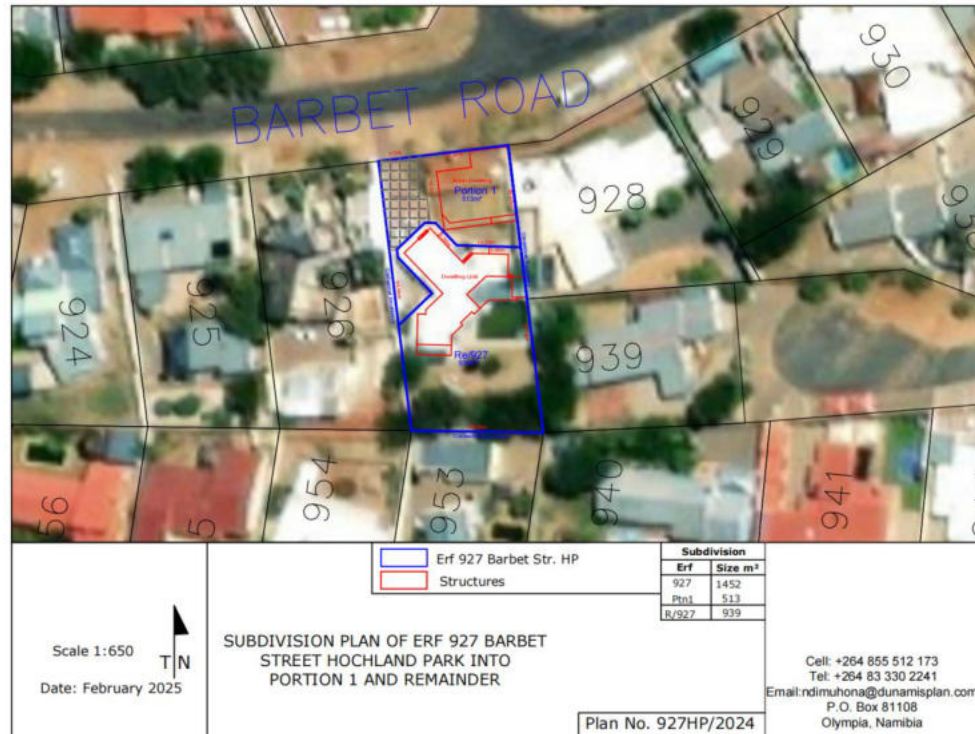 BARBET ROAD
930
929
928
Portion 1
513m²
Dwelling Unit
924
925
926
Re/927
939
954
953
940
941
Erf 927 Barbet Str. HP
Structures
Subdivision
Erf Size m²
927 1452
Ptn1 513
R/927 939
Scale 1:650
T N
Date: February 2025
SUBDIVISION PLAN OF ERF 927 BARBET
STREET HOCHLAND PARK INTO
PORTION 1 AND REMAINDER
Plan No. 927HP/2024
Cell: +264 855 512 173
Tel: +264 83 330 2241
Email:ndimuhona@dunamisplan.com
P.O. Box 81108
Olympia, Namibia